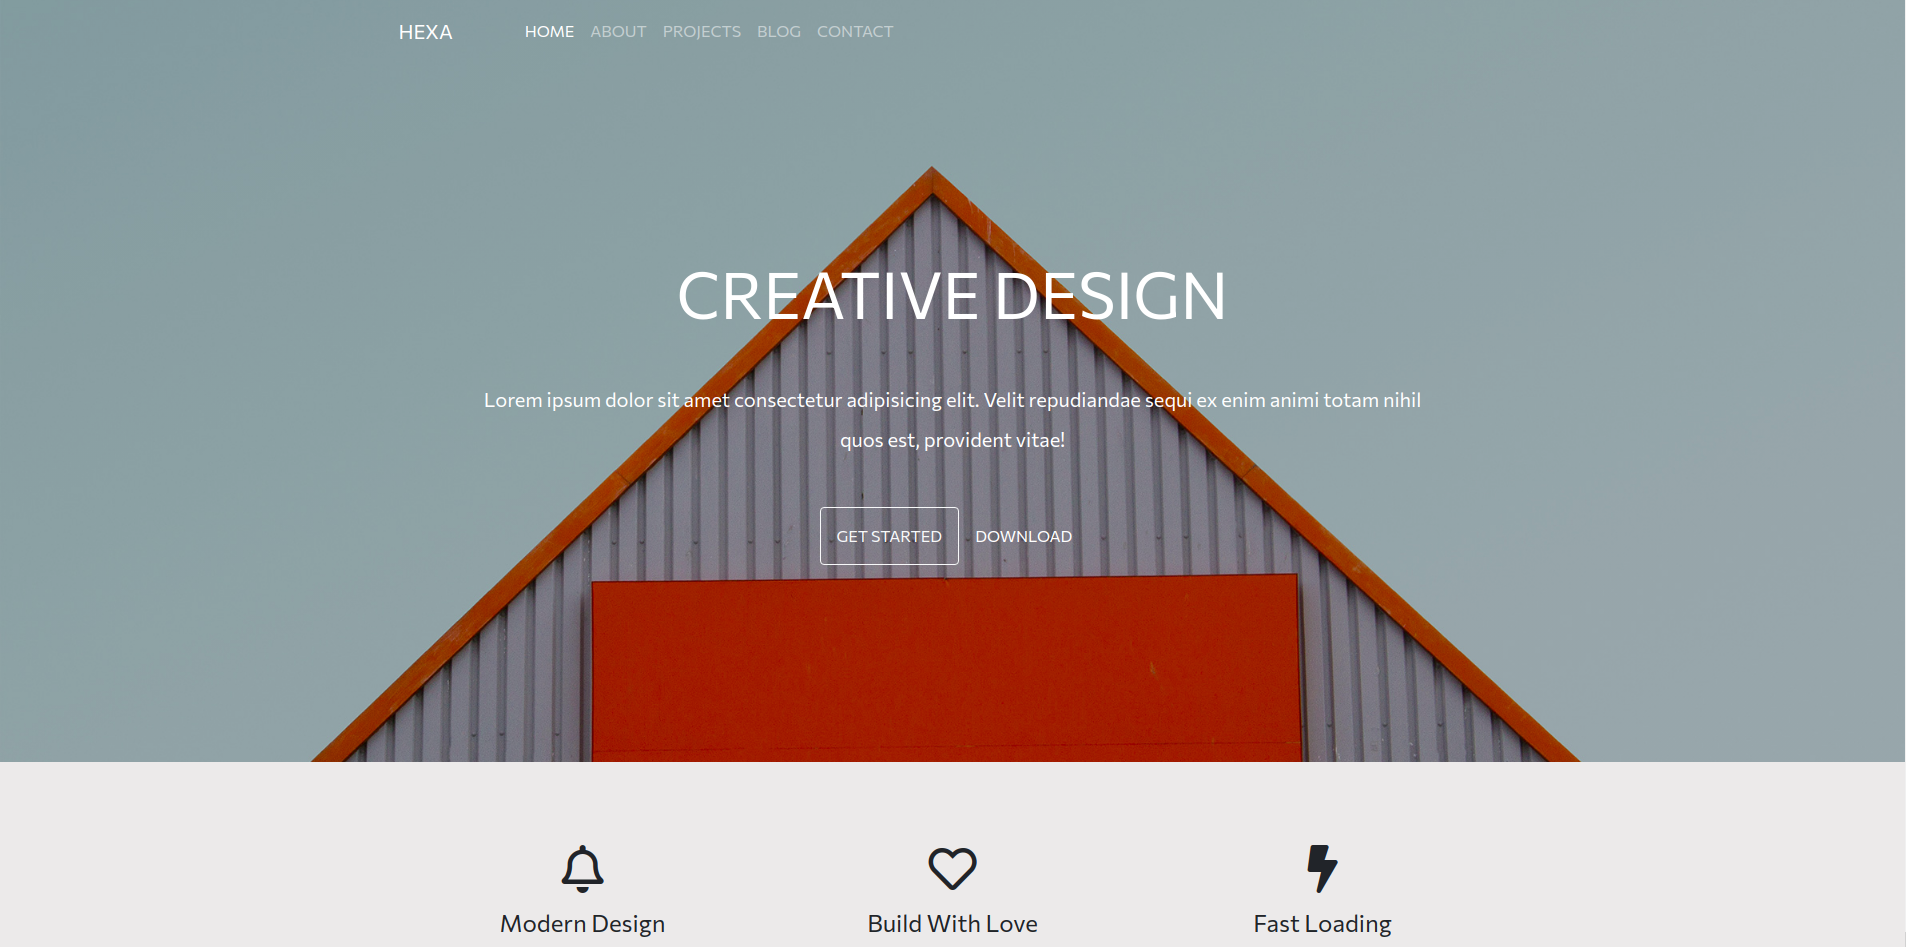 HEXA HOME ABOUT PROJECTS BLOG CONTACT
CREATIVE DESIGN
Lorem ipsum dolor sit amet consectetur adipisicing elit. Velit repudiandae sequi ex enim animi totam nihil
quos est, provident vitae!
GET STARTED DOWNLOAD
Modern Design Build With Love Fast Loading